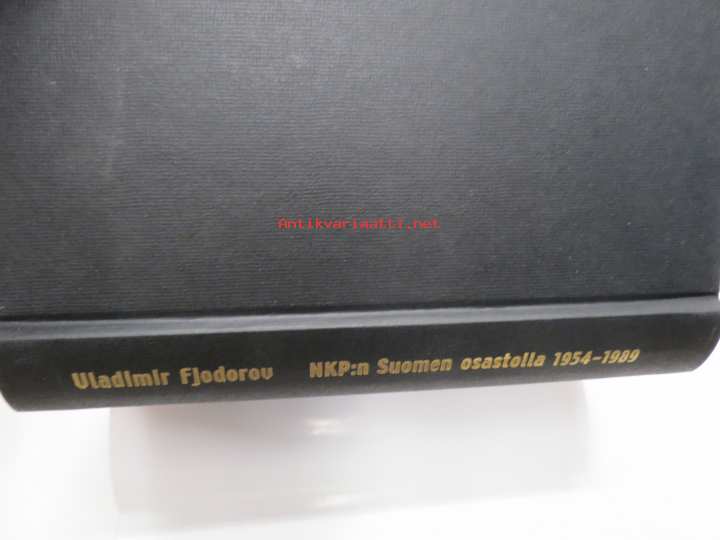 Antikvariaatti.net
Vladimir Fjodorov NKP:n Suomen osastolla 1954-1989